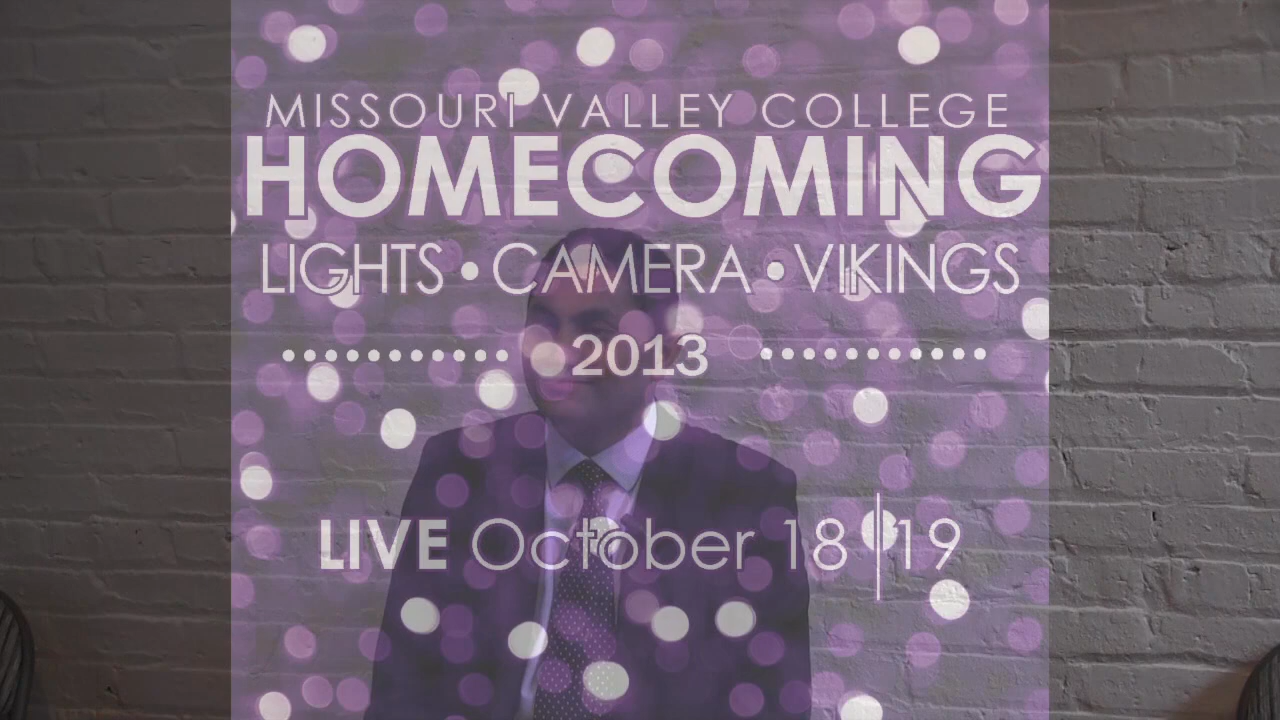 MISSOURI VALLEY COLLEGE
HOMECOMING
LIGHTS • CAMERA • VIKINGS
2013
LIVE October 18|19